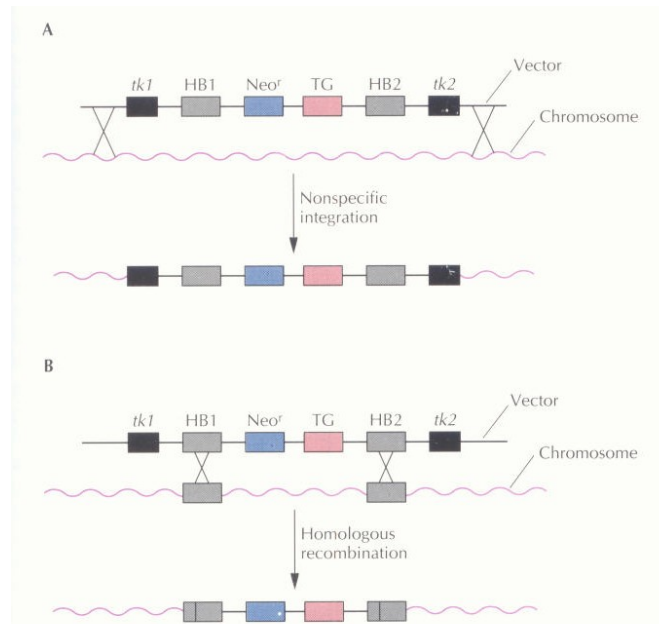 A
tk1 HB1 Neoʳ TG HB2 tk2
Vector
Chromosome
Nonspecific
integration
B
tk1 HB1 Neoʳ TG HB2 tk2
Vector
Chromosome
Homologous
recombination